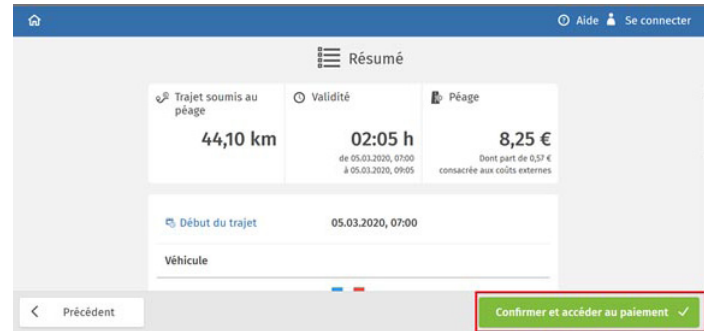 Aide Se connecter
Résumé
Trajet soumis au
péage
44,10 km
Validité
02:05 h
de 05.03.2020, 07:00
à 05.03.2020, 09:05
Péage
8,25 €
Dont part de 0,57 €
consacrée aux coûts externes
Début du trajet 05.03.2020, 07:00
Véhicule
Précédent
Confirmer et accéder au paiement